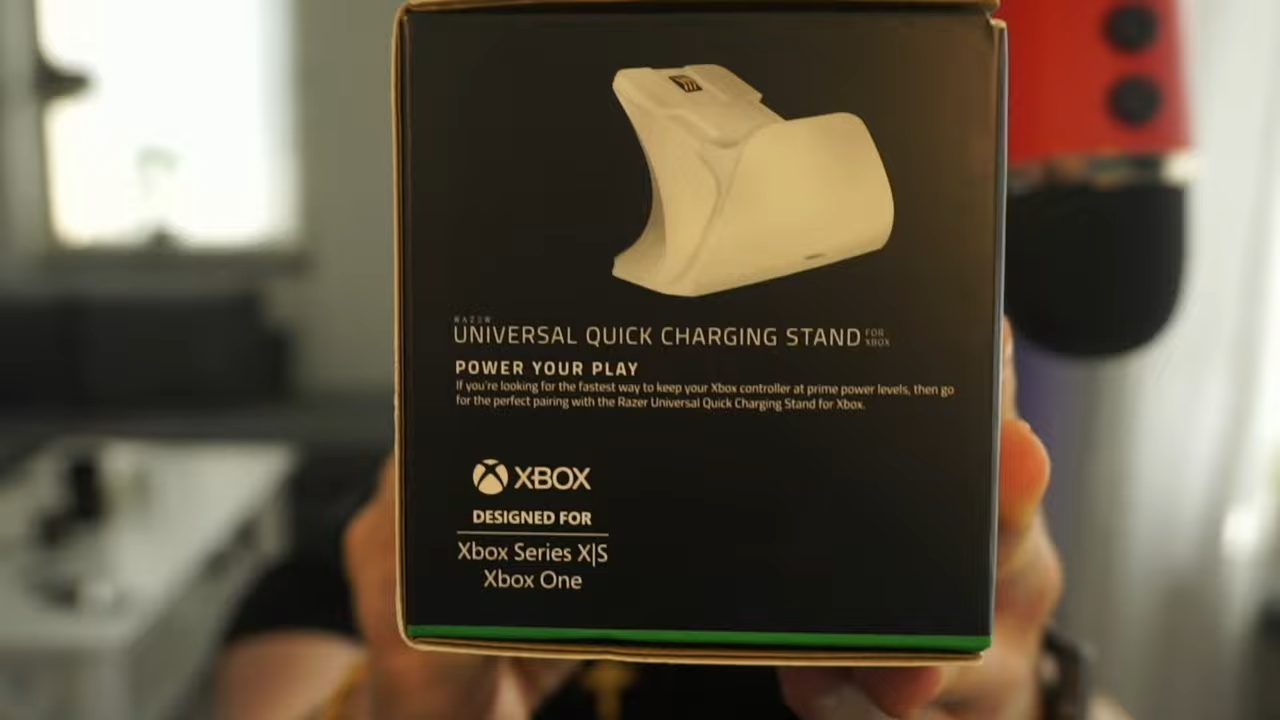 RAZER
UNIVERSAL QUICK CHARGING STAND FOR XBOX
POWER YOUR PLAY
If you're looking for the fastest way to keep your Xbox controller at prime power levels, then go
for the perfect pairing with the Razer Universal Quick Charging Stand for Xbox.
XBOX
DESIGNED FOR
Xbox Series X|S
Xbox One